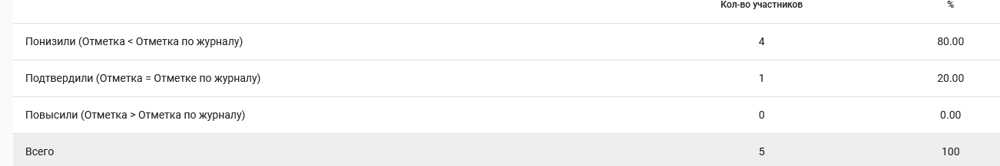 Кол-во участников %
Понизили (Отметка < Отметка по журналу) 4 80.00
Подтвердили (Отметка = Отметке по журналу) 1 20.00
Повысили (Отметка > Отметка по журналу) 0 0.00
Всего 5 100